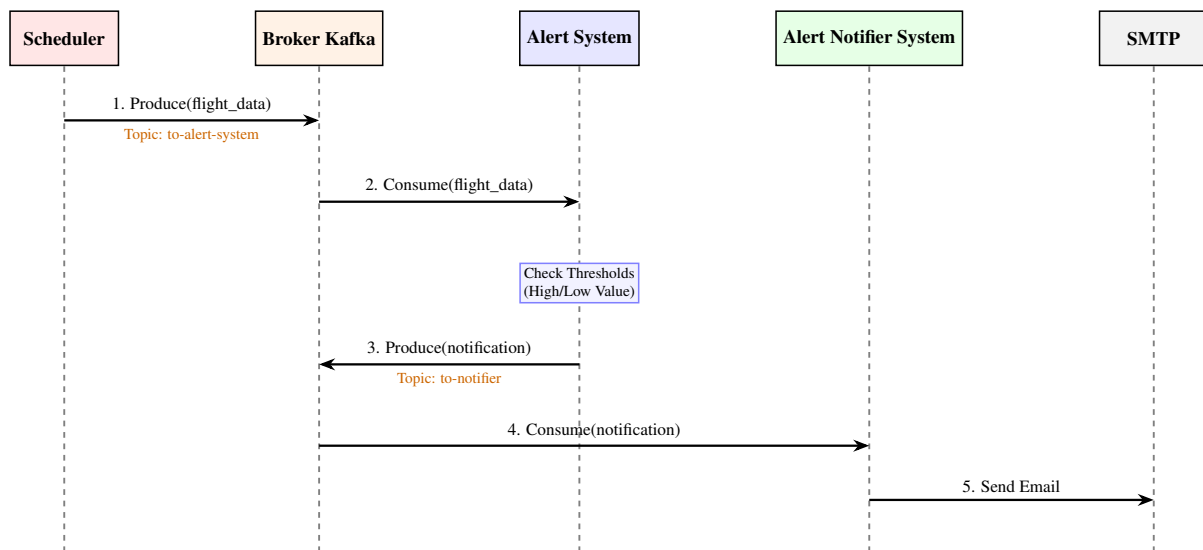 Scheduler
Broker Kafka
Alert System
Alert Notifier System
SMTP
1. Produce(flight_data)
Topic: to-alert-system
2. Consume(flight_data)
Check Thresholds
(High/Low Value)
3. Produce(notification)
Topic: to-notifier
4. Consume(notification)
5. Send Email